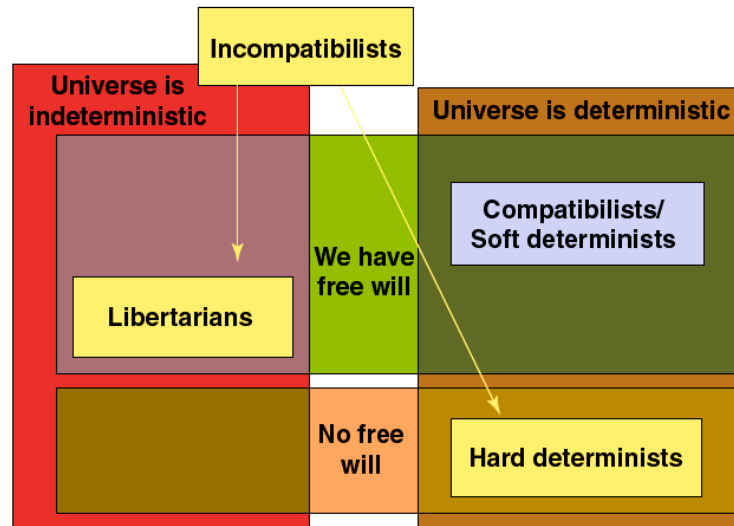 Incompatibilists
Universe is
indeterministic
Universe is deterministic
Compatibilists/
Soft determinists
We have
free will
Libertarians
No free
will
Hard determinists